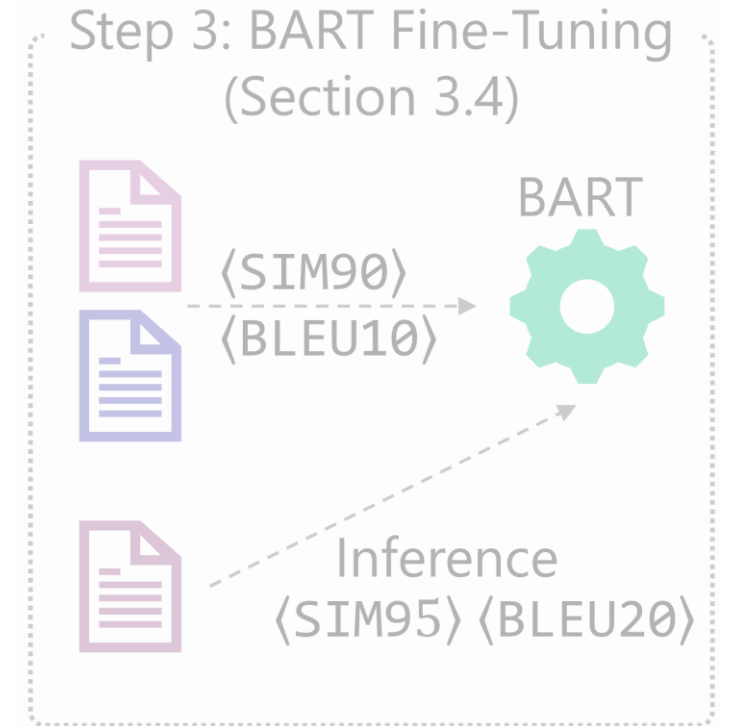 Step 3: BART Fine-Tuning
(Section 3.4)
BART
⟨SIM90⟩
⟨BLEU10⟩
Inference
⟨SIM95⟩ ⟨BLEU20⟩